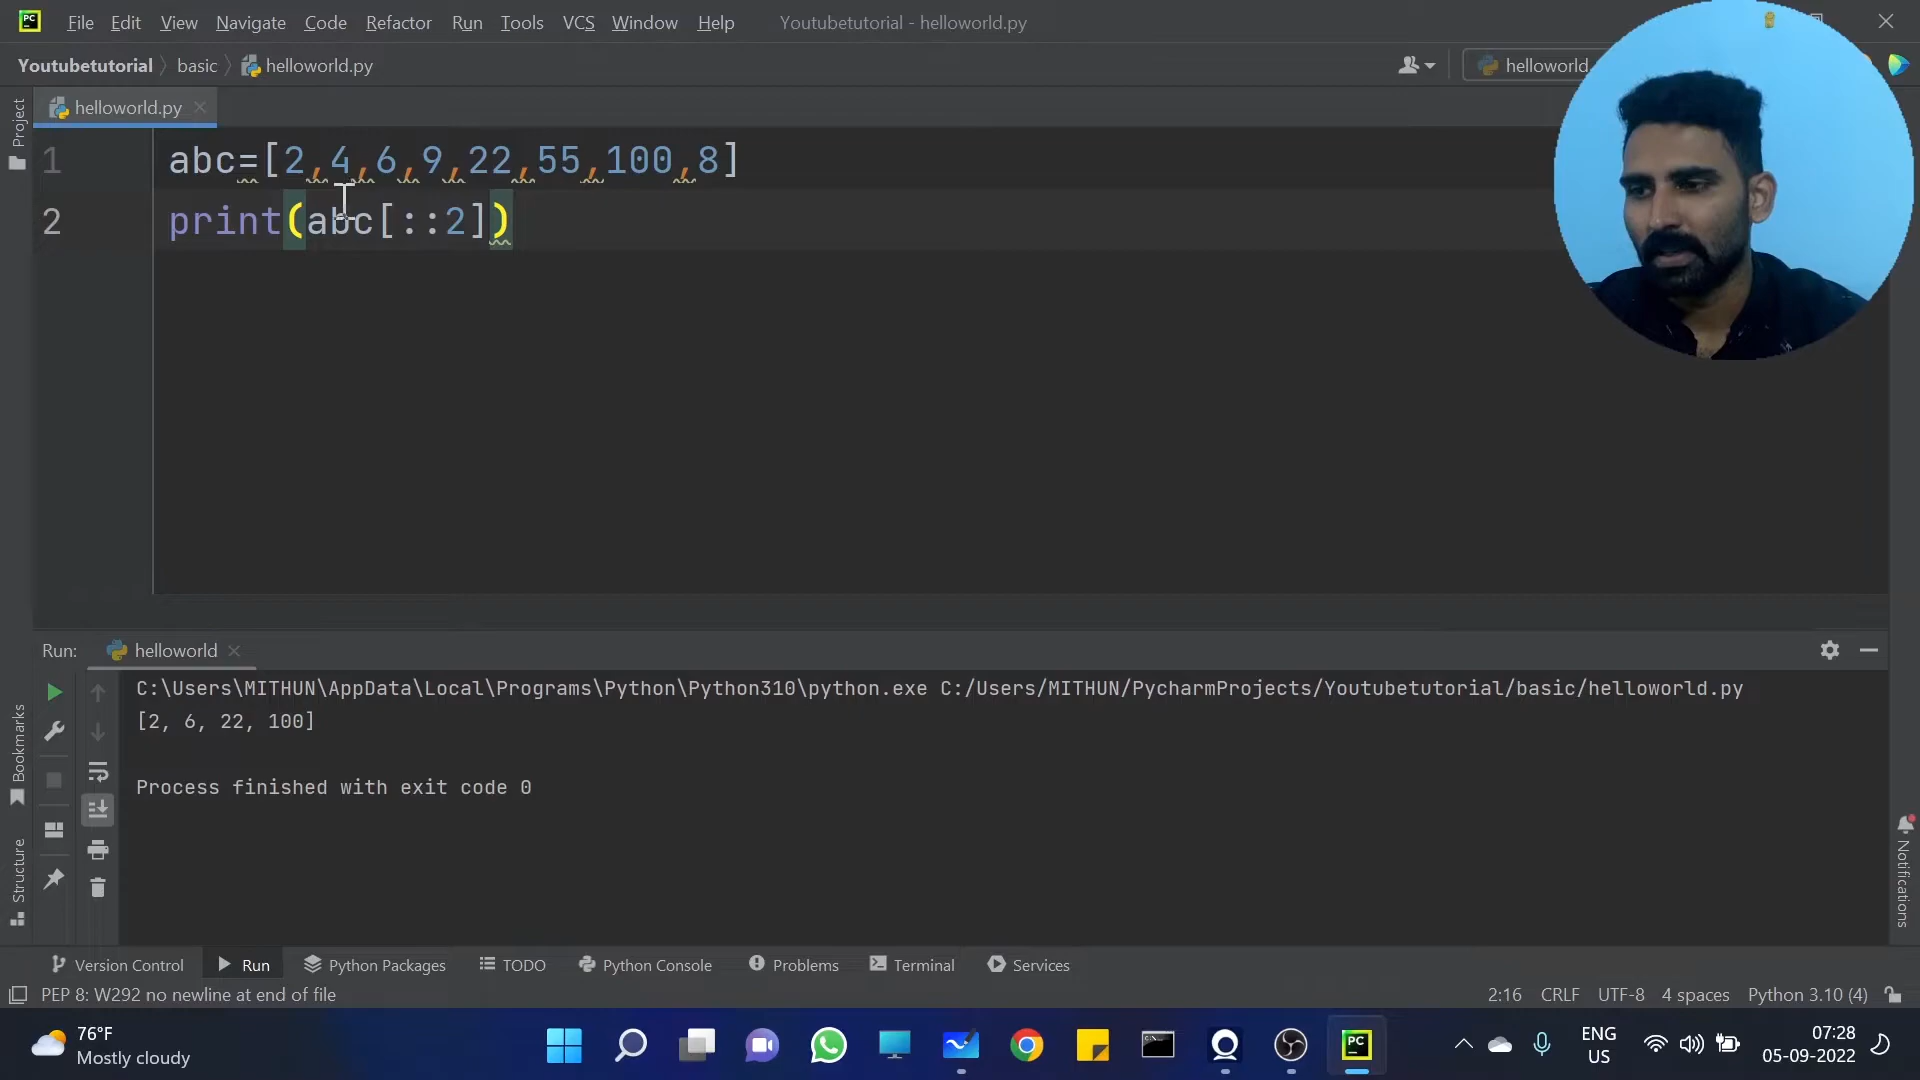 File Edit View Navigate Code Refactor Run Tools VCS Window Help Youtubetutorial - helloworld.py
Youtubetutorial basic helloworld.py helloworld
Project
helloworld.py
1 abc=[2,4,6,9,22,55,100,8]
2 print(abc[::2])
Run: helloworld
C:\Users\MITHUN\AppData\Local\Programs\Python\Python310\python.exe C:/Users/MITHUN/PycharmProjects/Youtubetutorial/basic/helloworld.py
[2, 6, 22, 100]
Process finished with exit code 0
Bookmarks
Structure
Notifications
Version Control Run Python Packages TODO Python Console Problems Terminal Services
PEP 8: W292 no newline at end of file 2:16 CRLF UTF-8 4 spaces Python 3.10 (4)
76°F
Mostly cloudy
PC
ENG
US
07:28
05-09-2022